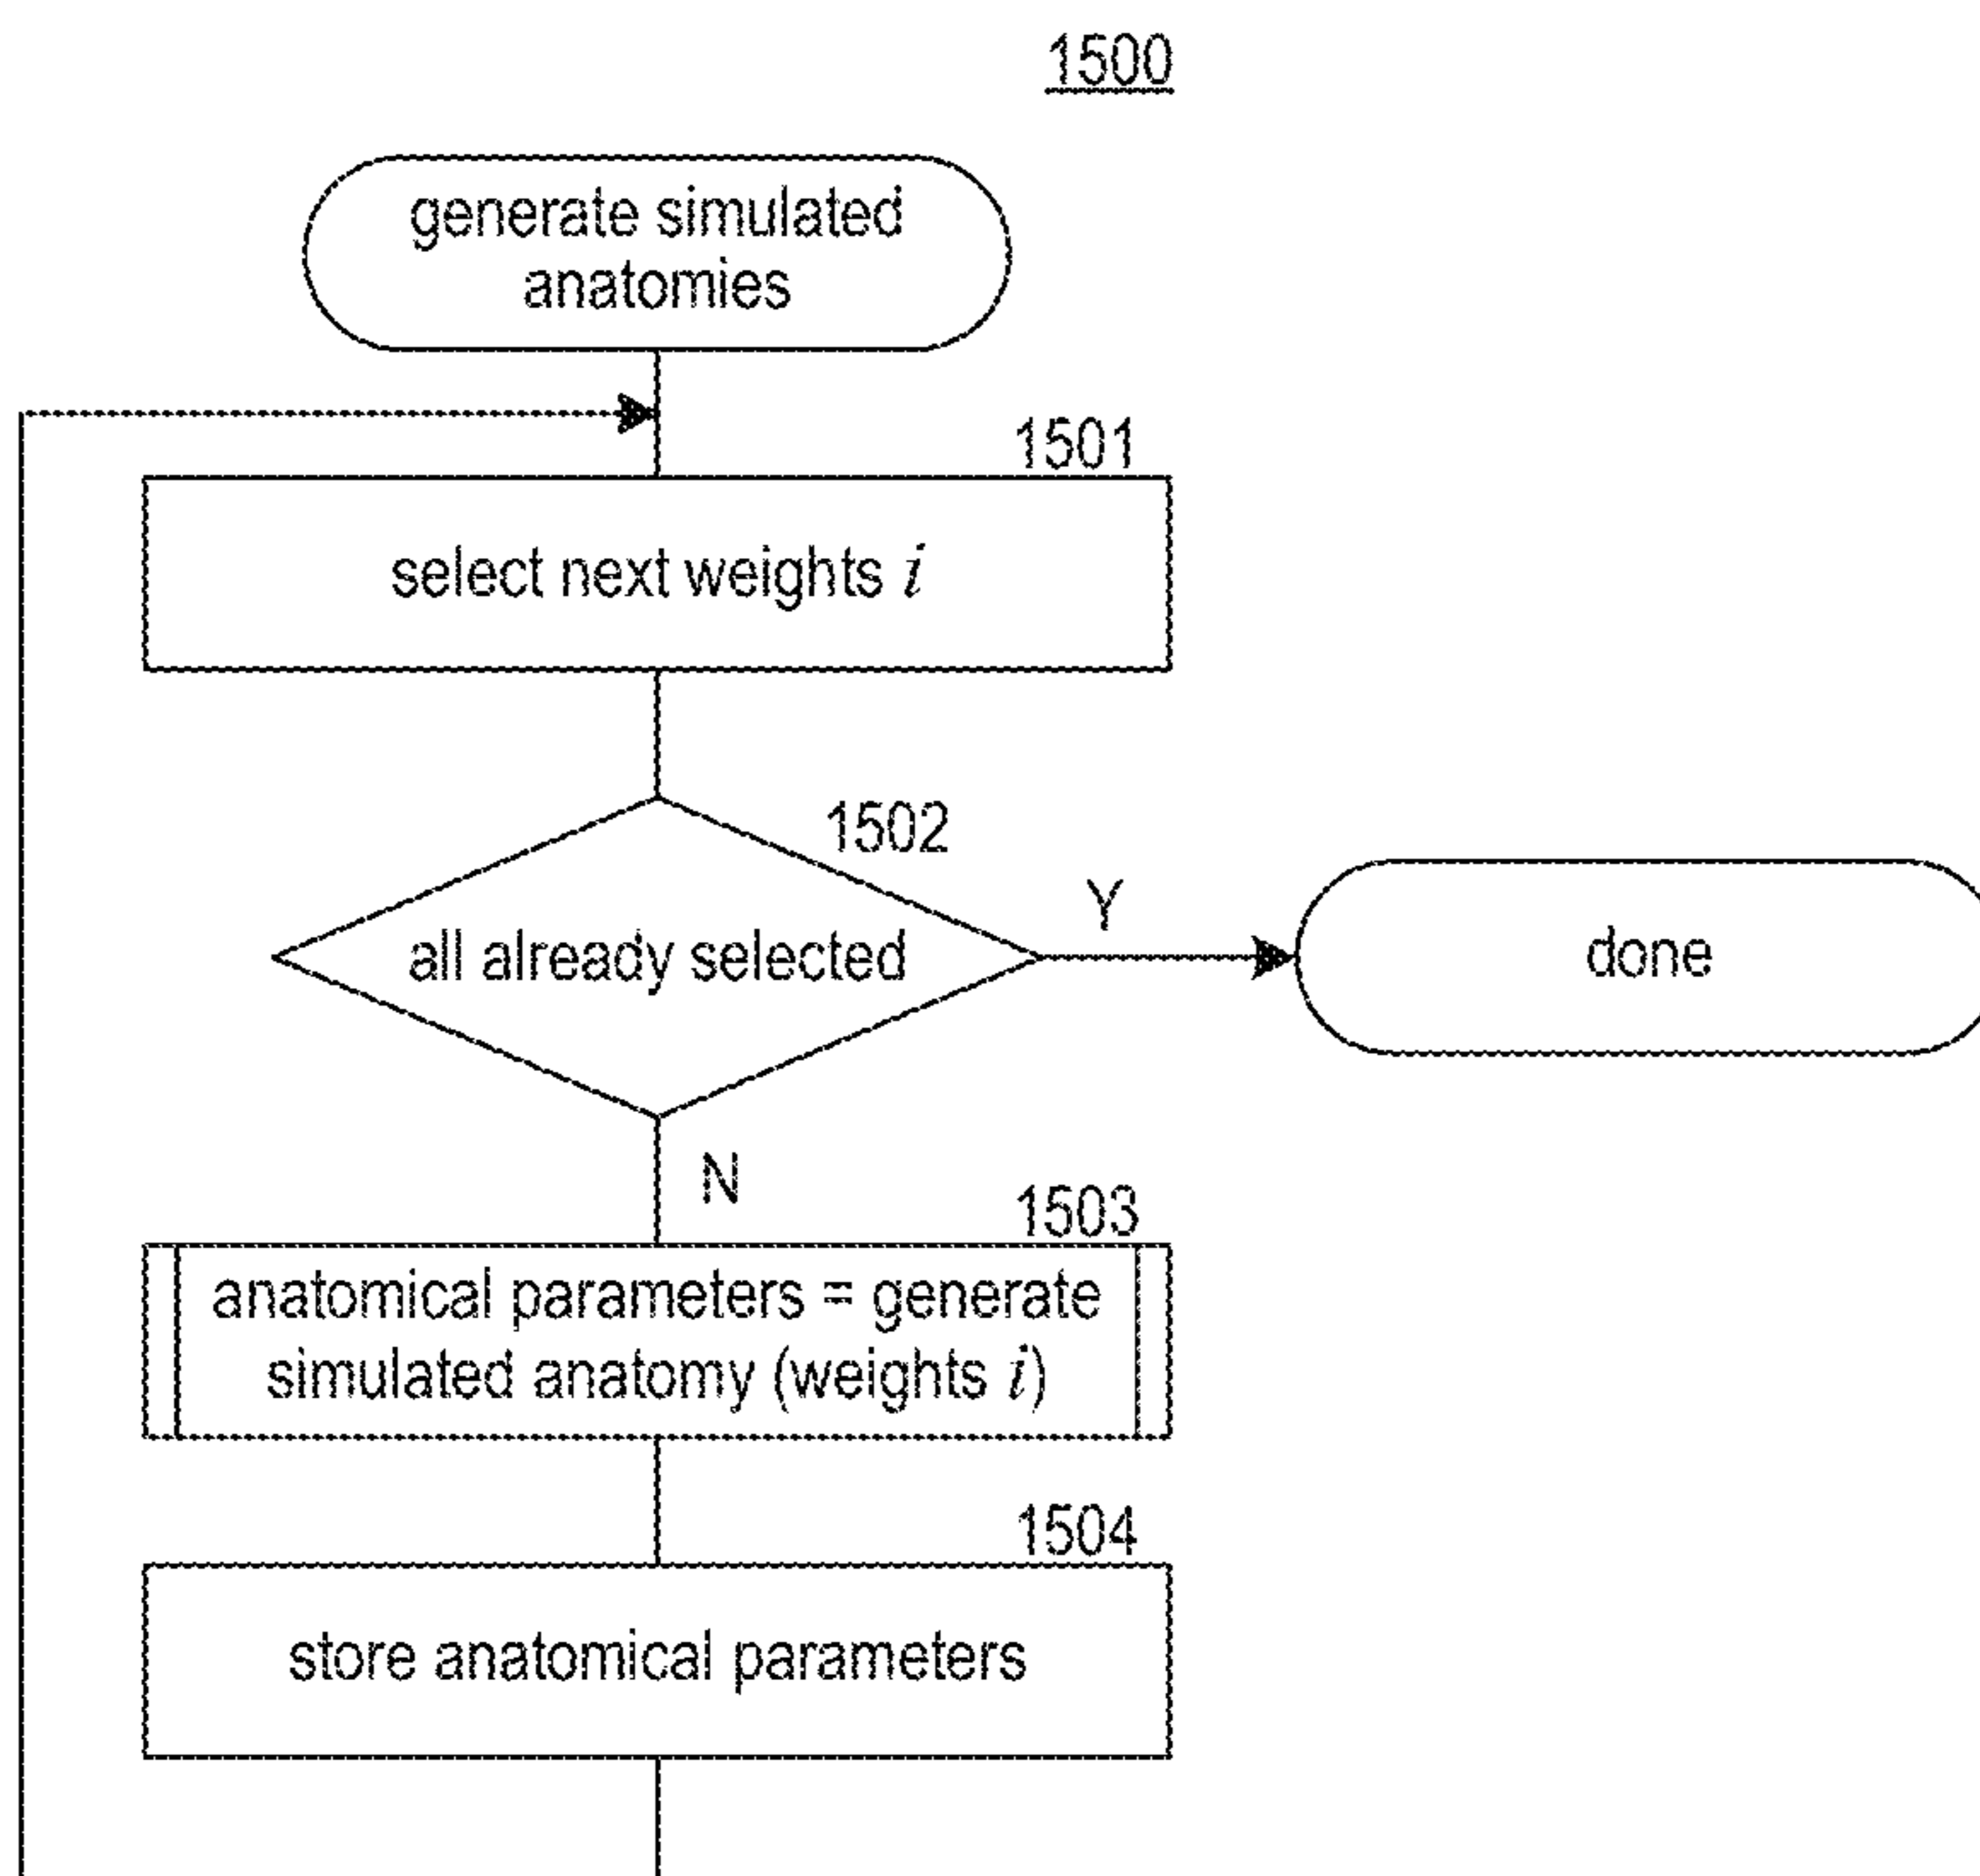 1500
generate simulated
anatomies
1501
select next weights i
1502
all already selected
Y
done
N
1503
anatomical parameters = generate
simulated anatomy (weights i)
1504
store anatomical parameters